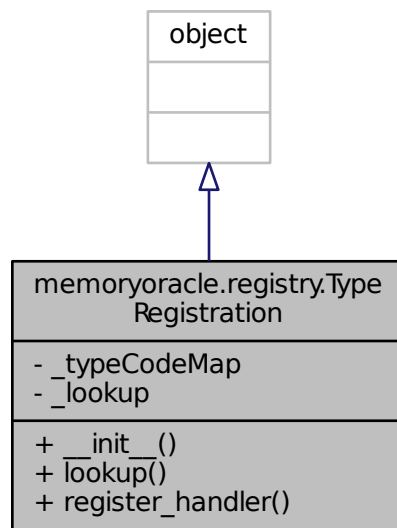 object
memoryoracle.registry.Type
Registration
- _typeCodeMap
- _lookup
+ __init__()
+ lookup()
+ register_handler()